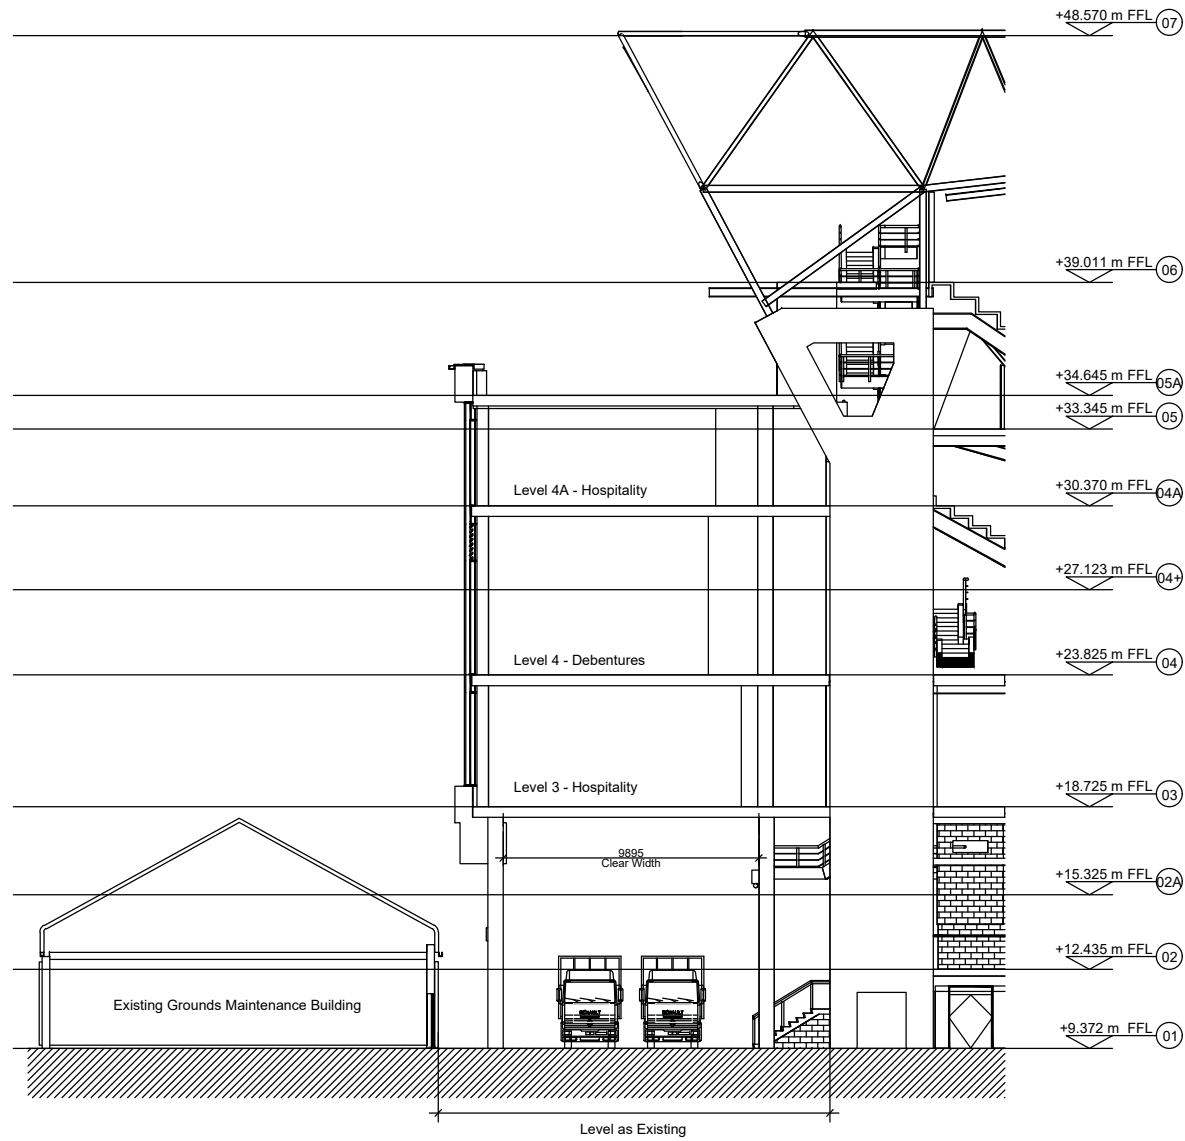 +48.570 m FFL 07
+39.011 m FFL 06
+34.645 m FFL 05A
+33.345 m FFL 05
Level 4A - Hospitality
+30.370 m FFL 04A
+27.123 m FFL 04+
Level 4 - Debentures
+23.825 m FFL 04
Level 3 - Hospitality
+18.725 m FFL 03
9895
Clear Width
+15.325 m FFL 02A
+12.435 m FFL 02
Existing Grounds Maintenance Building
RENAULT
RENAULT
+9.372 m FFL 01
Level as Existing